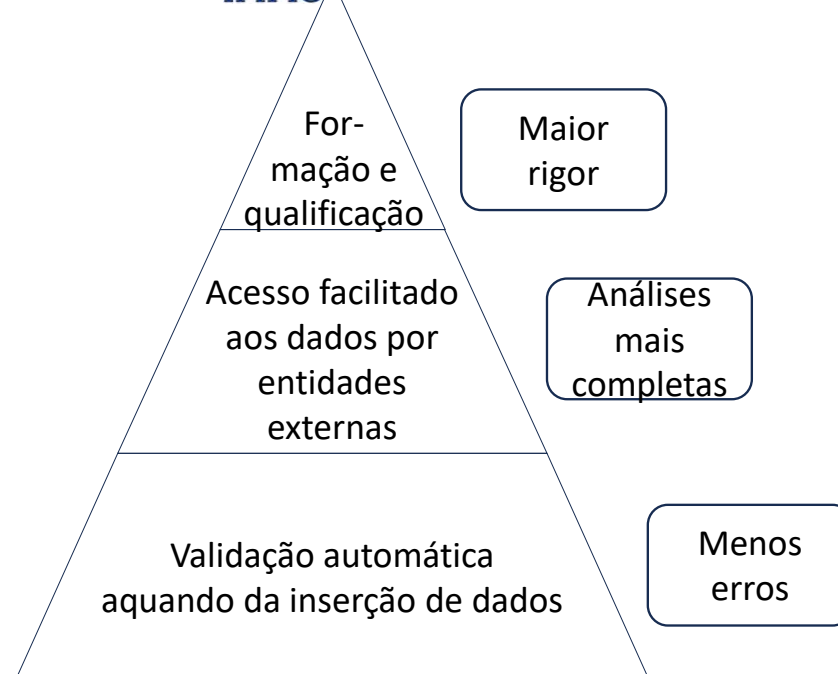 For-
mação e
qualificação
Maior
rigor
Acesso facilitado
aos dados por
entidades
externas
Análises
mais
completas
Validação automática
aquando da inserção de dados
Menos
erros